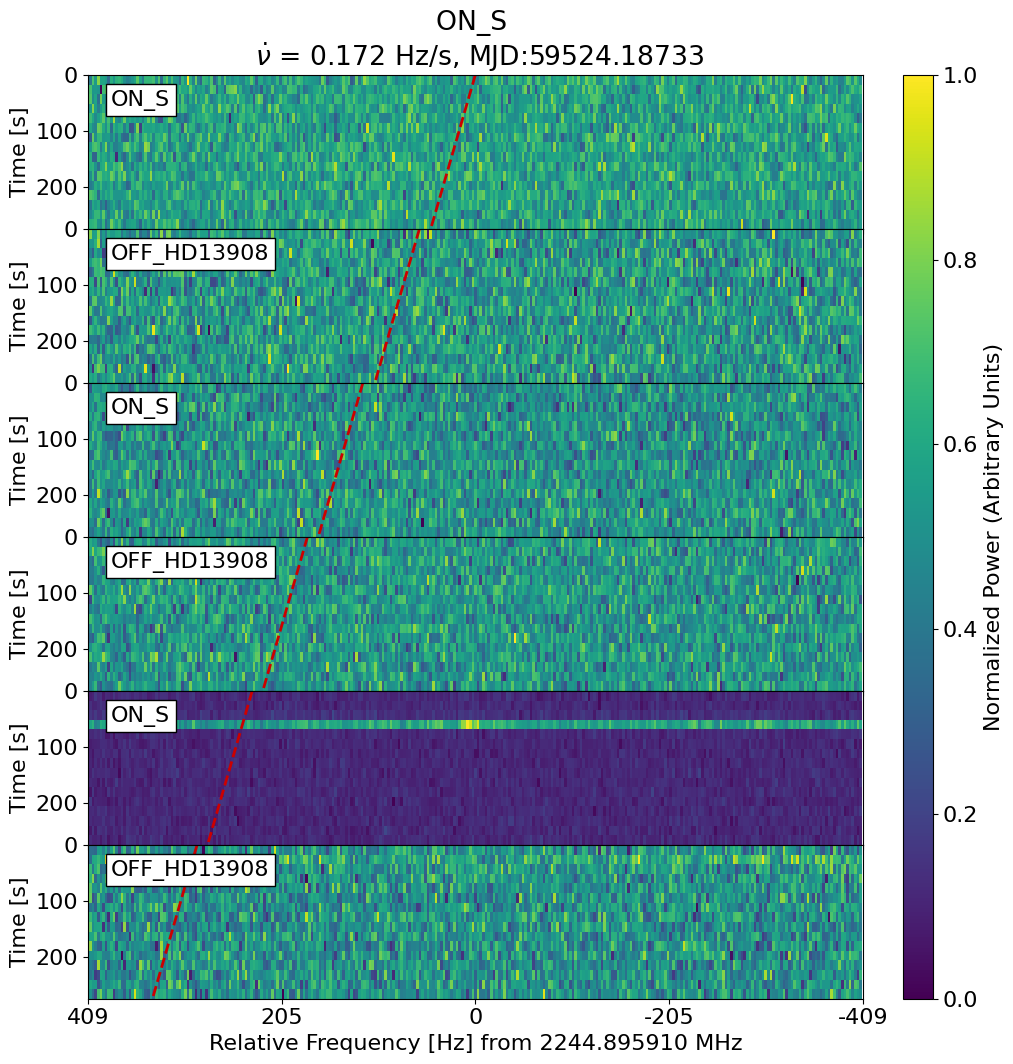 ON_S
ν̇ = 0.172 Hz/s, MJD:59524.18733
0
100
200
Time [s]
ON_S
0
100
200
Time [s]
OFF_HD13908
0
100
200
Time [s]
ON_S
0
100
200
Time [s]
OFF_HD13908
0
100
200
Time [s]
ON_S
0
100
200
Time [s]
OFF_HD13908
409 205 0 -205 -409
Relative Frequency [Hz] from 2244.895910 MHz
1.0
0.8
0.6
0.4
0.2
0.0
Normalized Power (Arbitrary Units)